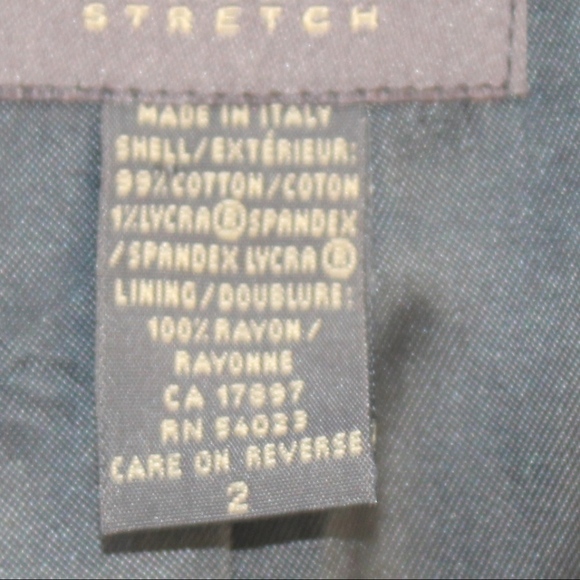 STRETCH
MADE IN ITALY
SHELL/EXTÉRIEUR:
99%COTTON/COTON
1%LYCRA®SPANDEX
/SPANDEX LYCRA®
LINING/DOUBLURE:
100%RAYON/
RAYONNE
CA 17897
RN 54023
CARE ON REVERSE
2